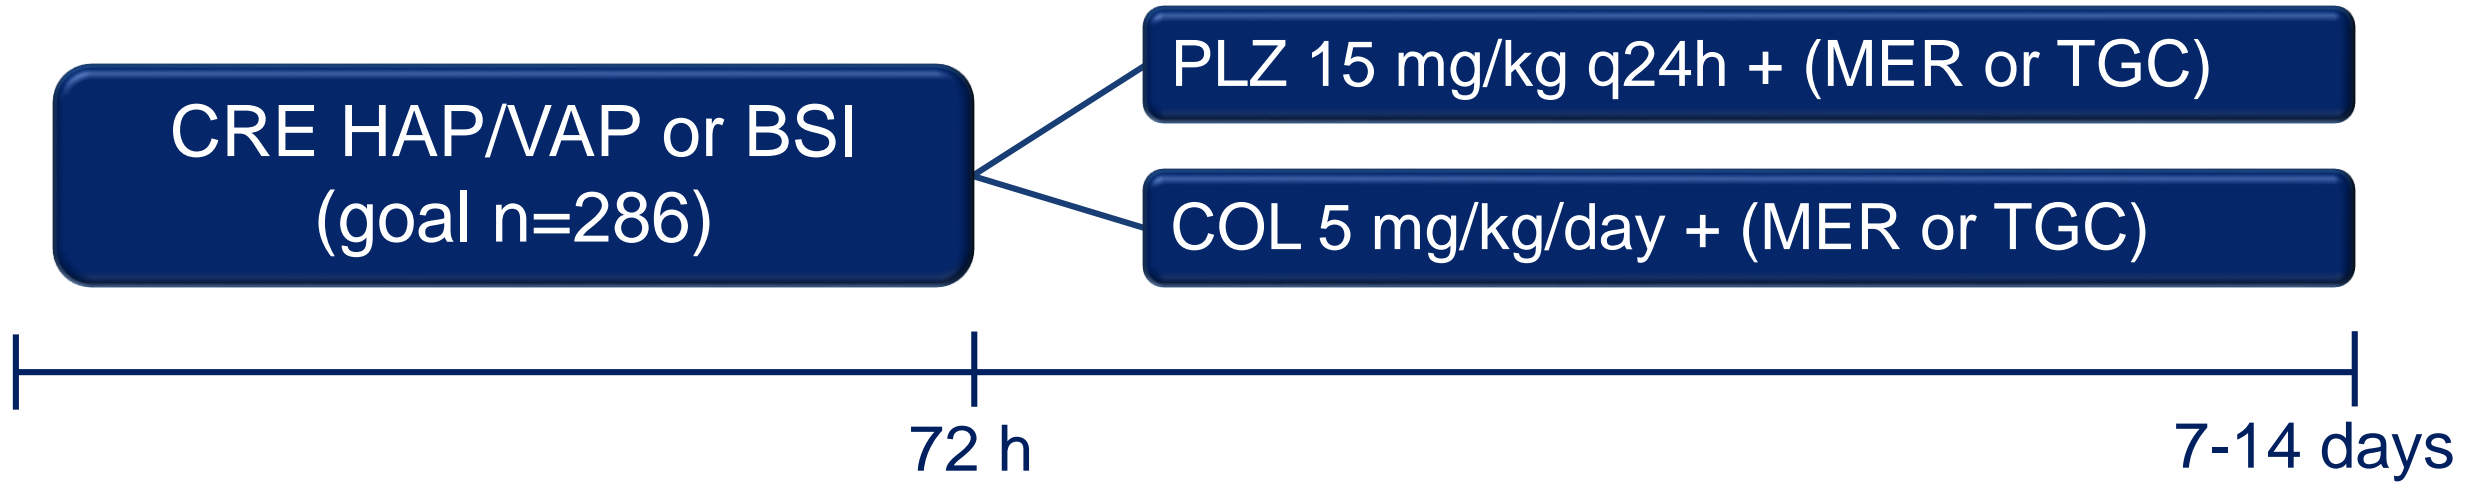 CRE HAP/VAP or BSI
(goal n=286)
PLZ 15 mg/kg q24h + (MER or TGC)
COL 5 mg/kg/day + (MER or TGC)
72 h
7-14 days